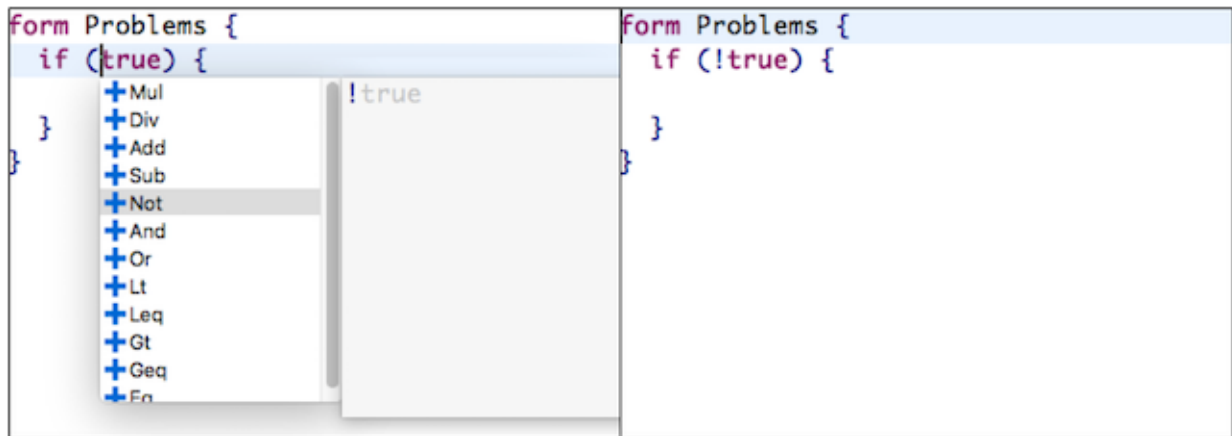 form Problems {
if (true) {
Mul
Div
Add
Sub
Not
And
Or
Lt
Leq
Gt
Geq
Eq
!true
}
}
form Problems {
if (!true) {
}
}